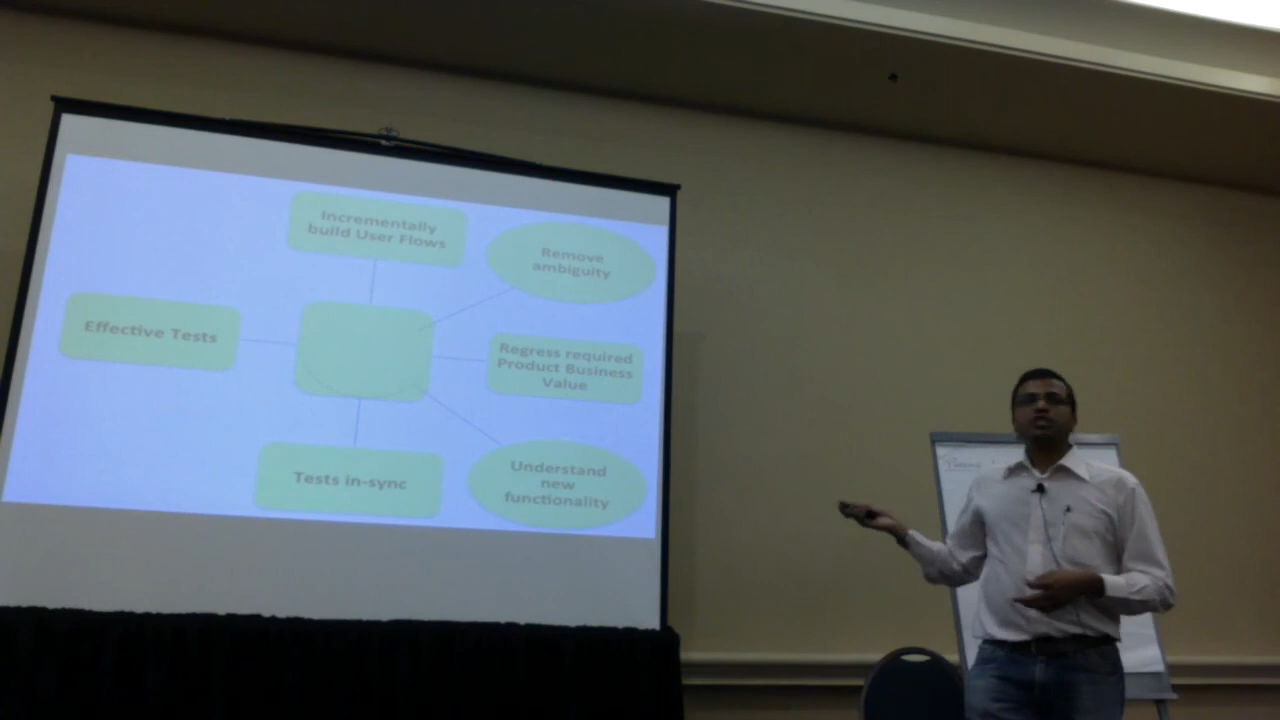 Incrementally
build User Flows
Remove
ambiguity
Effective Tests
Regress required
Product Business
Value
Tests in-sync
Understand
new
functionality